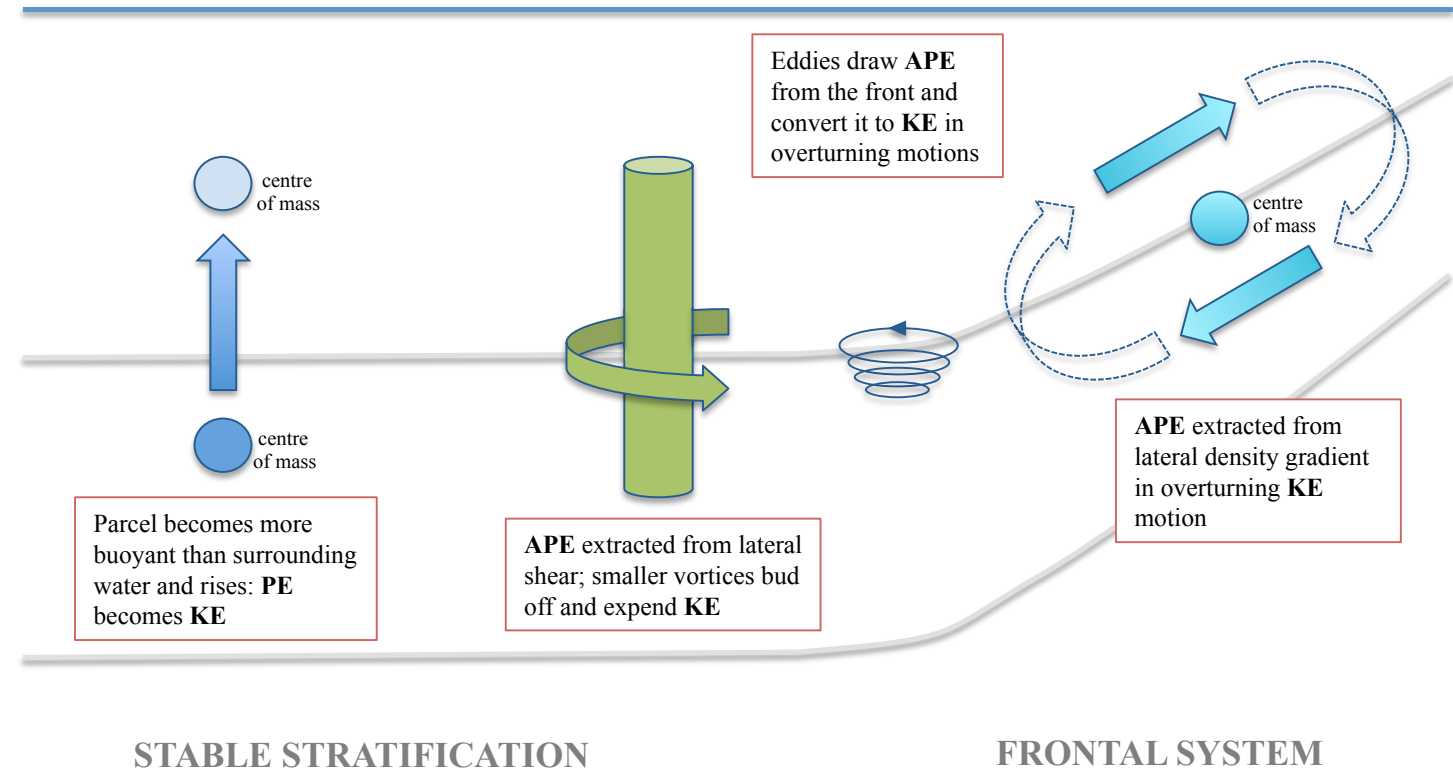 Eddies draw APE
from the front and
convert it to KE in
overturning motions
centre
of mass
centre
of mass
centre
of mass
Parcel becomes more
buoyant than surrounding
water and rises: PE
becomes KE
APE extracted from lateral
shear; smaller vortices bud
off and expend KE
APE extracted from
lateral density gradient
in overturning KE
motion
STABLE STRATIFICATION
FRONTAL SYSTEM